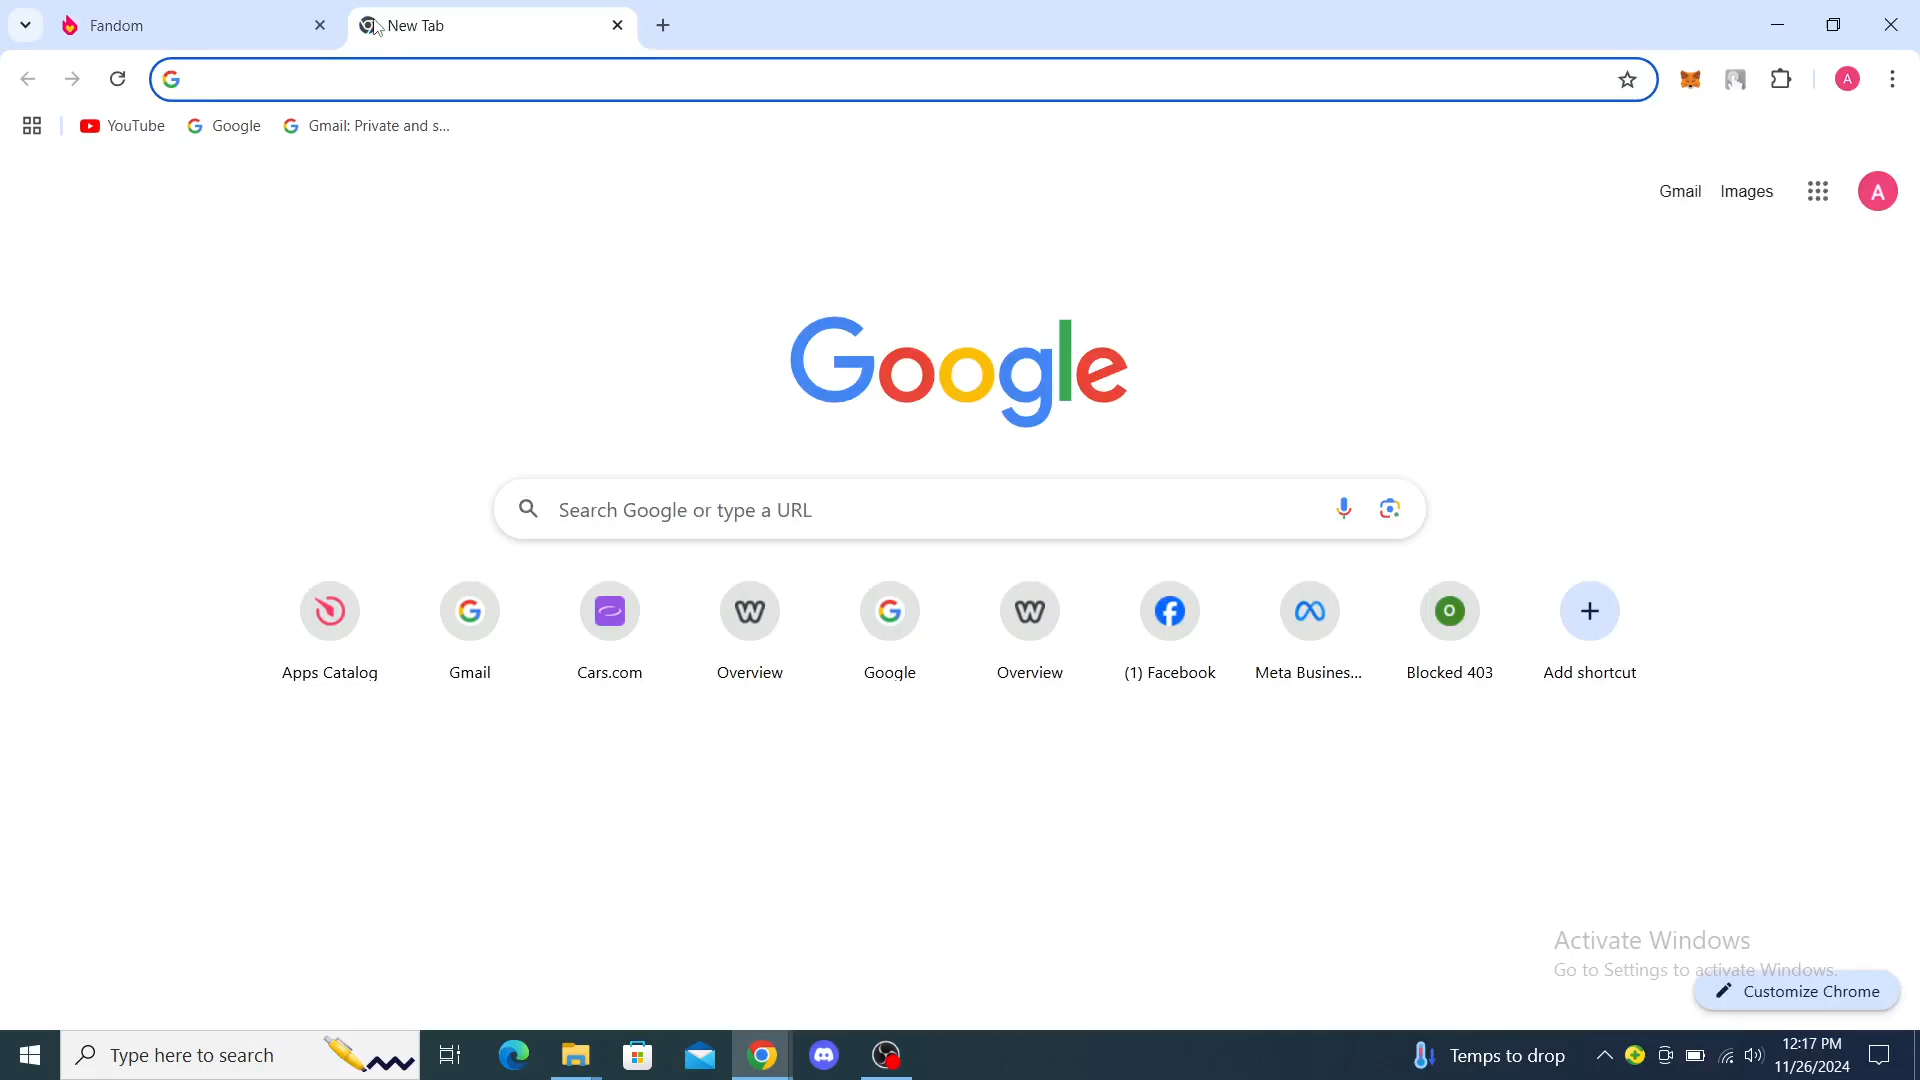 Fandom
New Tab
YouTube
Google
Gmail: Private and s...
Gmail
Images
A
A
Google
Search Google or type a URL
Apps Catalog
Gmail
Cars.com
Overview
Google
Overview
(1) Facebook
Meta Busines...
O
Blocked 403
Add shortcut
Activate Windows
Go to Settings to activate Windows.
Customize Chrome
Type here to search
Temps to drop
12:17 PM
11/26/2024